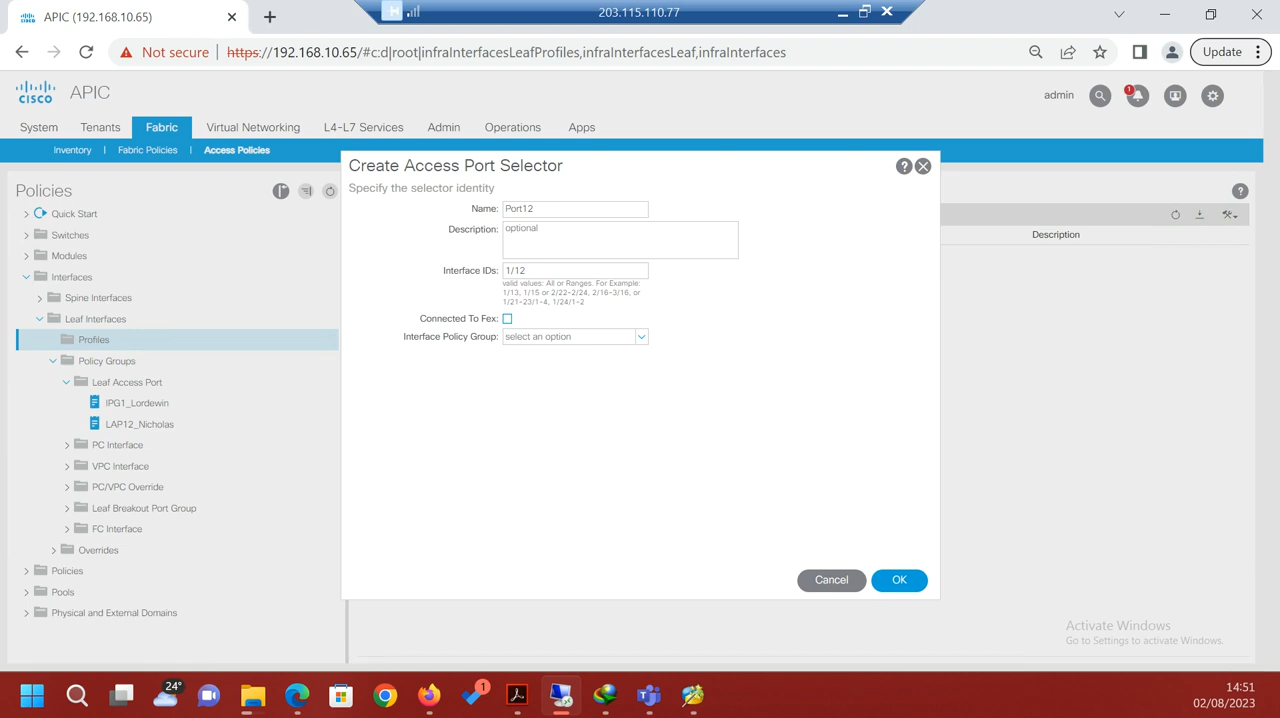 APIC (192.168.10.65)
203.115.110.77
Not secure
https://192.168.10.65/#c:d|root|infraInterfacesLeafProfiles,infraInterfacesLeaf,infraInterfaces
Update
CISCO
APIC
admin
1
System
Tenants
Fabric
Virtual Networking
L4-L7 Services
Admin
Operations
Apps
Inventory
|
Fabric Policies
|
Access Policies
Policies
Quick Start
Switches
Modules
Interfaces
Spine Interfaces
Leaf Interfaces
Profiles
Policy Groups
Leaf Access Port
IPG1_Lordewin
LAP12_Nicholas
PC Interface
VPC Interface
PC/VPC Override
Leaf Breakout Port Group
FC Interface
Overrides
Policies
Pools
Physical and External Domains
Create Access Port Selector
Specify the selector identity
Name: Port12
Description: optional
Interface IDs: 1/12
valid values: All or Ranges. For Example:
1/13, 1/15 or 2/22-2/24, 2/16-3/16, or
1/21-23/1-4, 1/24/1-2
Connected To Fex:
Interface Policy Group: select an option
Cancel
OK
Description
Activate Windows
Go to Settings to activate Windows.
24°
1
14:51
02/08/2023